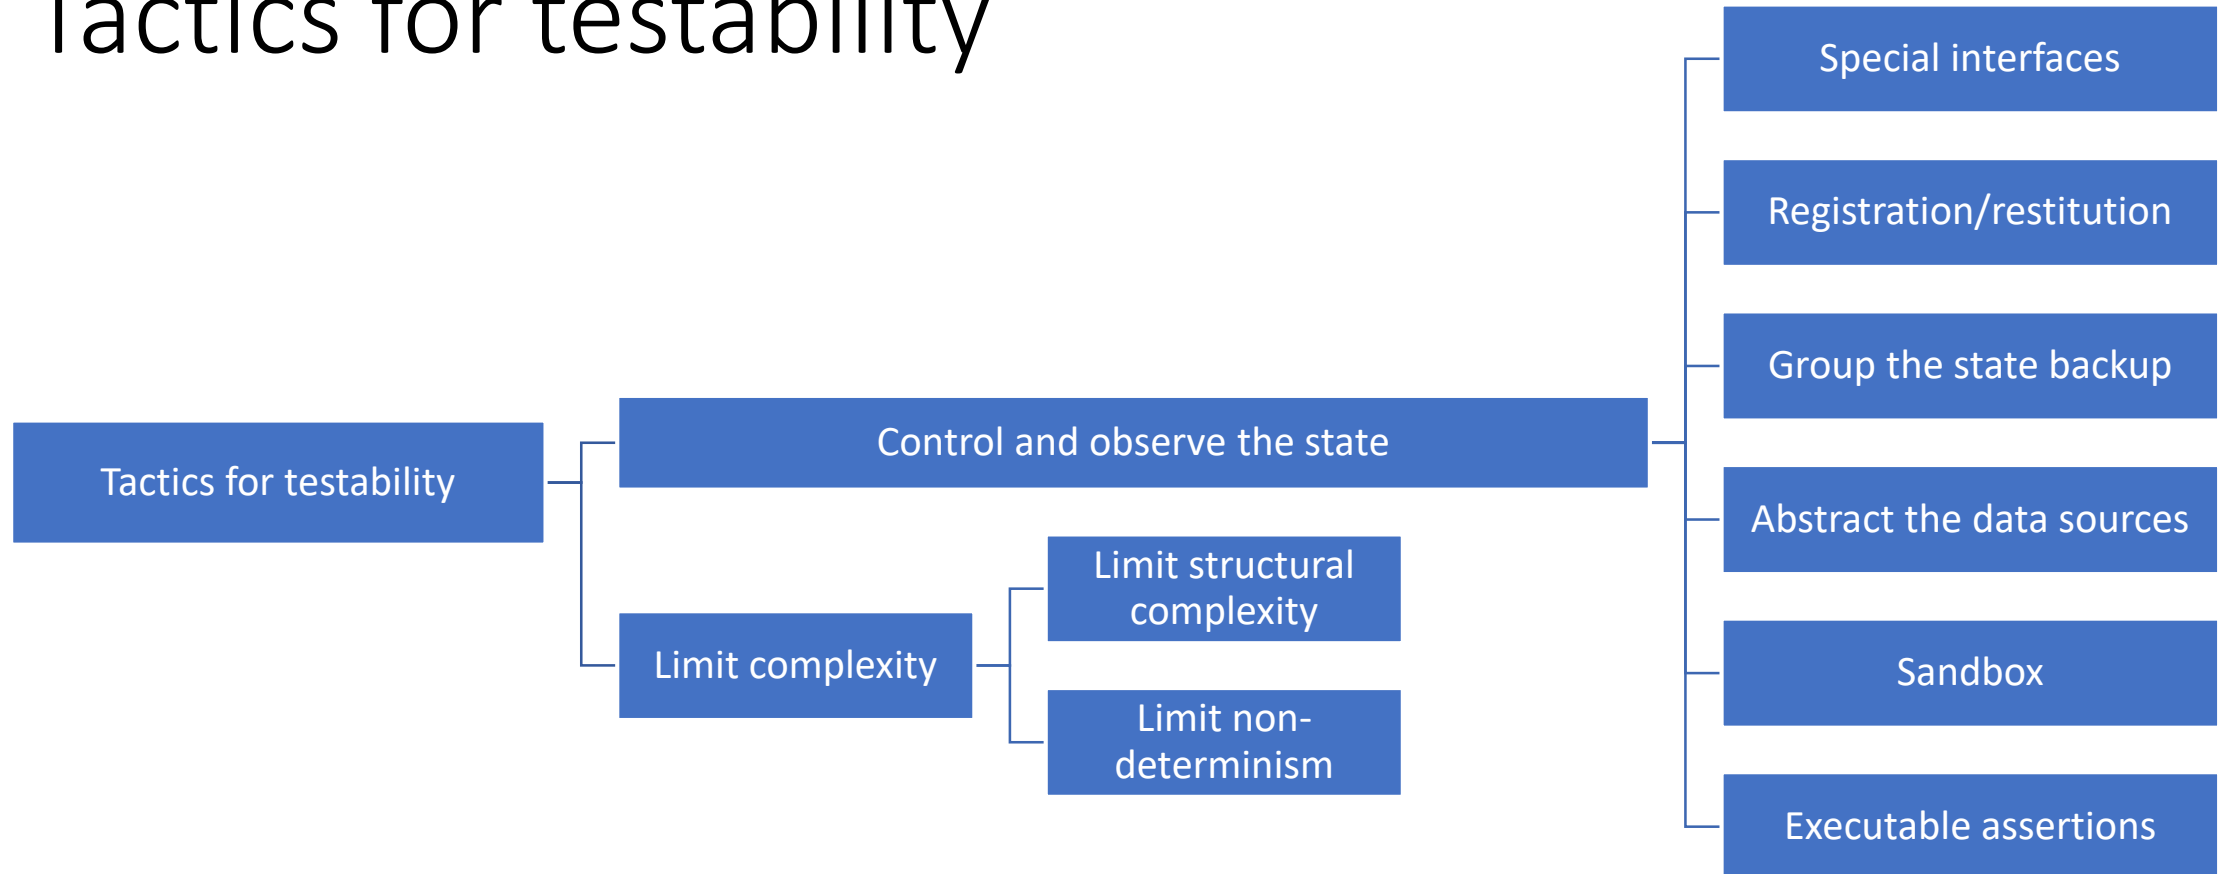 Tactics for testability
Special interfaces
Registration/restitution
Group the state backup
Control and observe the state
Tactics for testability
Abstract the data sources
Limit structural
complexity
Limit complexity
Sandbox
Limit non-
determinism
Executable assertions